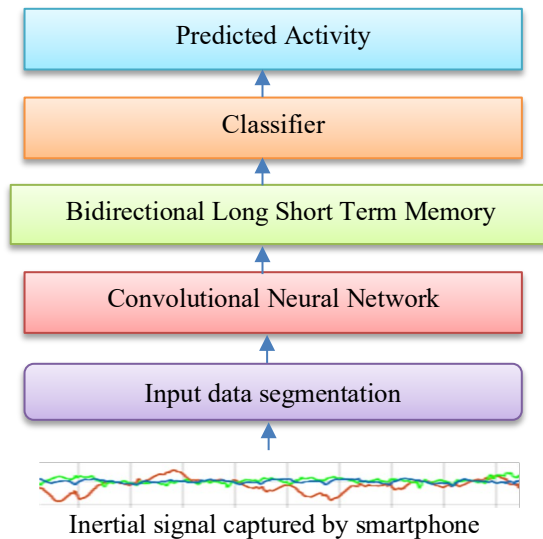 Predicted Activity
Classifier
Bidirectional Long Short Term Memory
Convolutional Neural Network
Input data segmentation
Inertial signal captured by smartphone